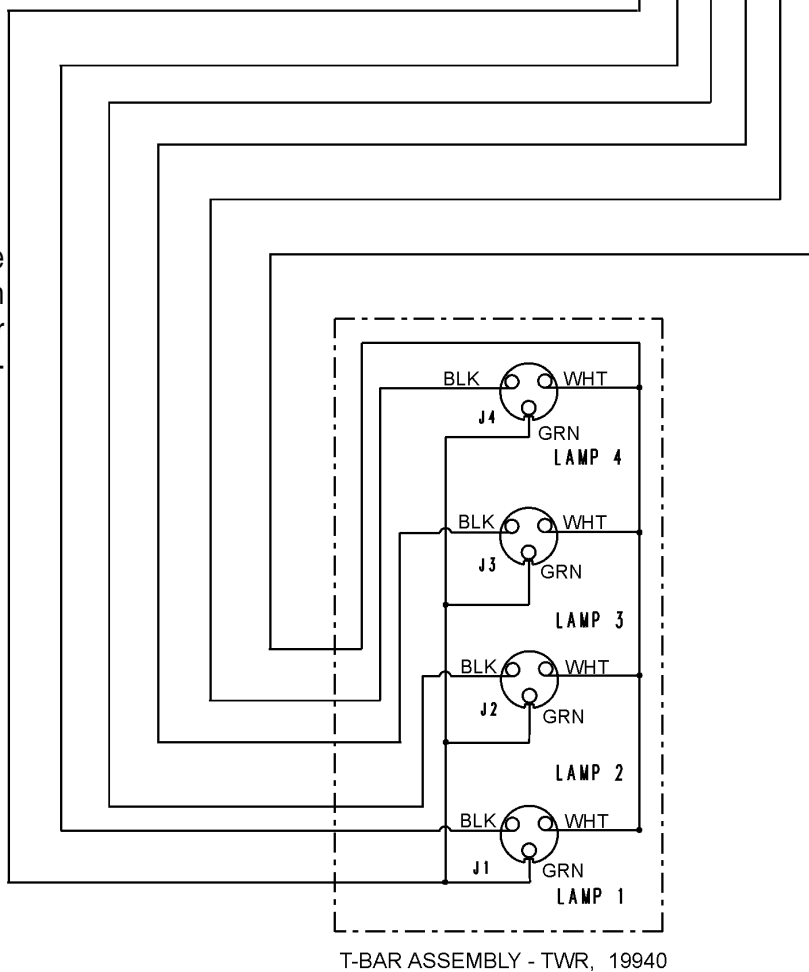 BLK WHT
J4
GRN
LAMP 4
BLK WHT
J3
GRN
LAMP 3
BLK WHT
J2
GRN
LAMP 2
BLK WHT
J1
GRN
LAMP 1
T-BAR ASSEMBLY - TWR, 19940